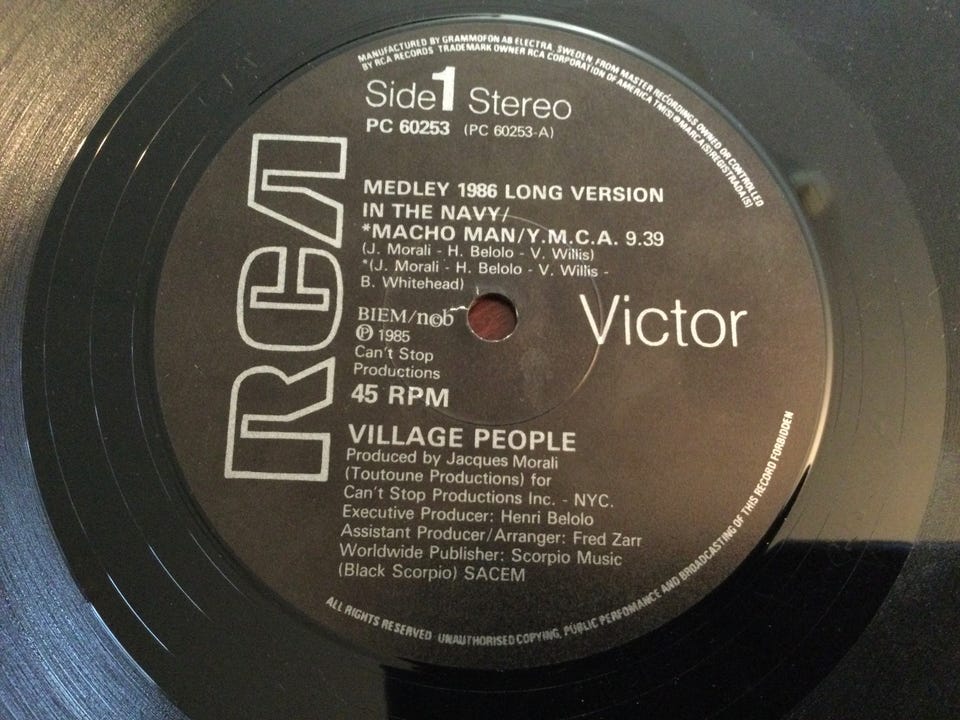 MANUFACTURED BY GRAMMOFON AB ELECTRA, SWEDEN, FROM MASTER RECORDINGS OWNED OR CONTROLLED
BY RCA RECORDS TRADEMARK OWNER RCA CORPORATION OF AMERICA TM(S)®MARCA(S)REGISTRADA(S)
Side 1 Stereo
PC 60253 (PC 60253-A)
RCA
MEDLEY 1986 LONG VERSION
IN THE NAVY/
*MACHO MAN/Y.M.C.A. 9.39
(J. Morali - H. Belolo - V. Willis)
*(J. Morali - H. Belolo - V. Willis -
B. Whitehead)
BIEM/n©b
Ⓟ 1985
Can't Stop
Productions
45 RPM
Victor
VILLAGE PEOPLE
Produced by Jacques Morali
(Toutoune Productions) for
Can't Stop Productions Inc. - NYC.
Executive Producer: Henri Belolo
Assistant Producer/Arranger: Fred Zarr
Worldwide Publisher: Scorpio Music
(Black Scorpio) SACEM
ALL RIGHTS RESERVED UNAUTHORISED COPYING, PUBLIC PERFOMANCE AND BROADCASTING OF THIS RECORD FORBIDDEN